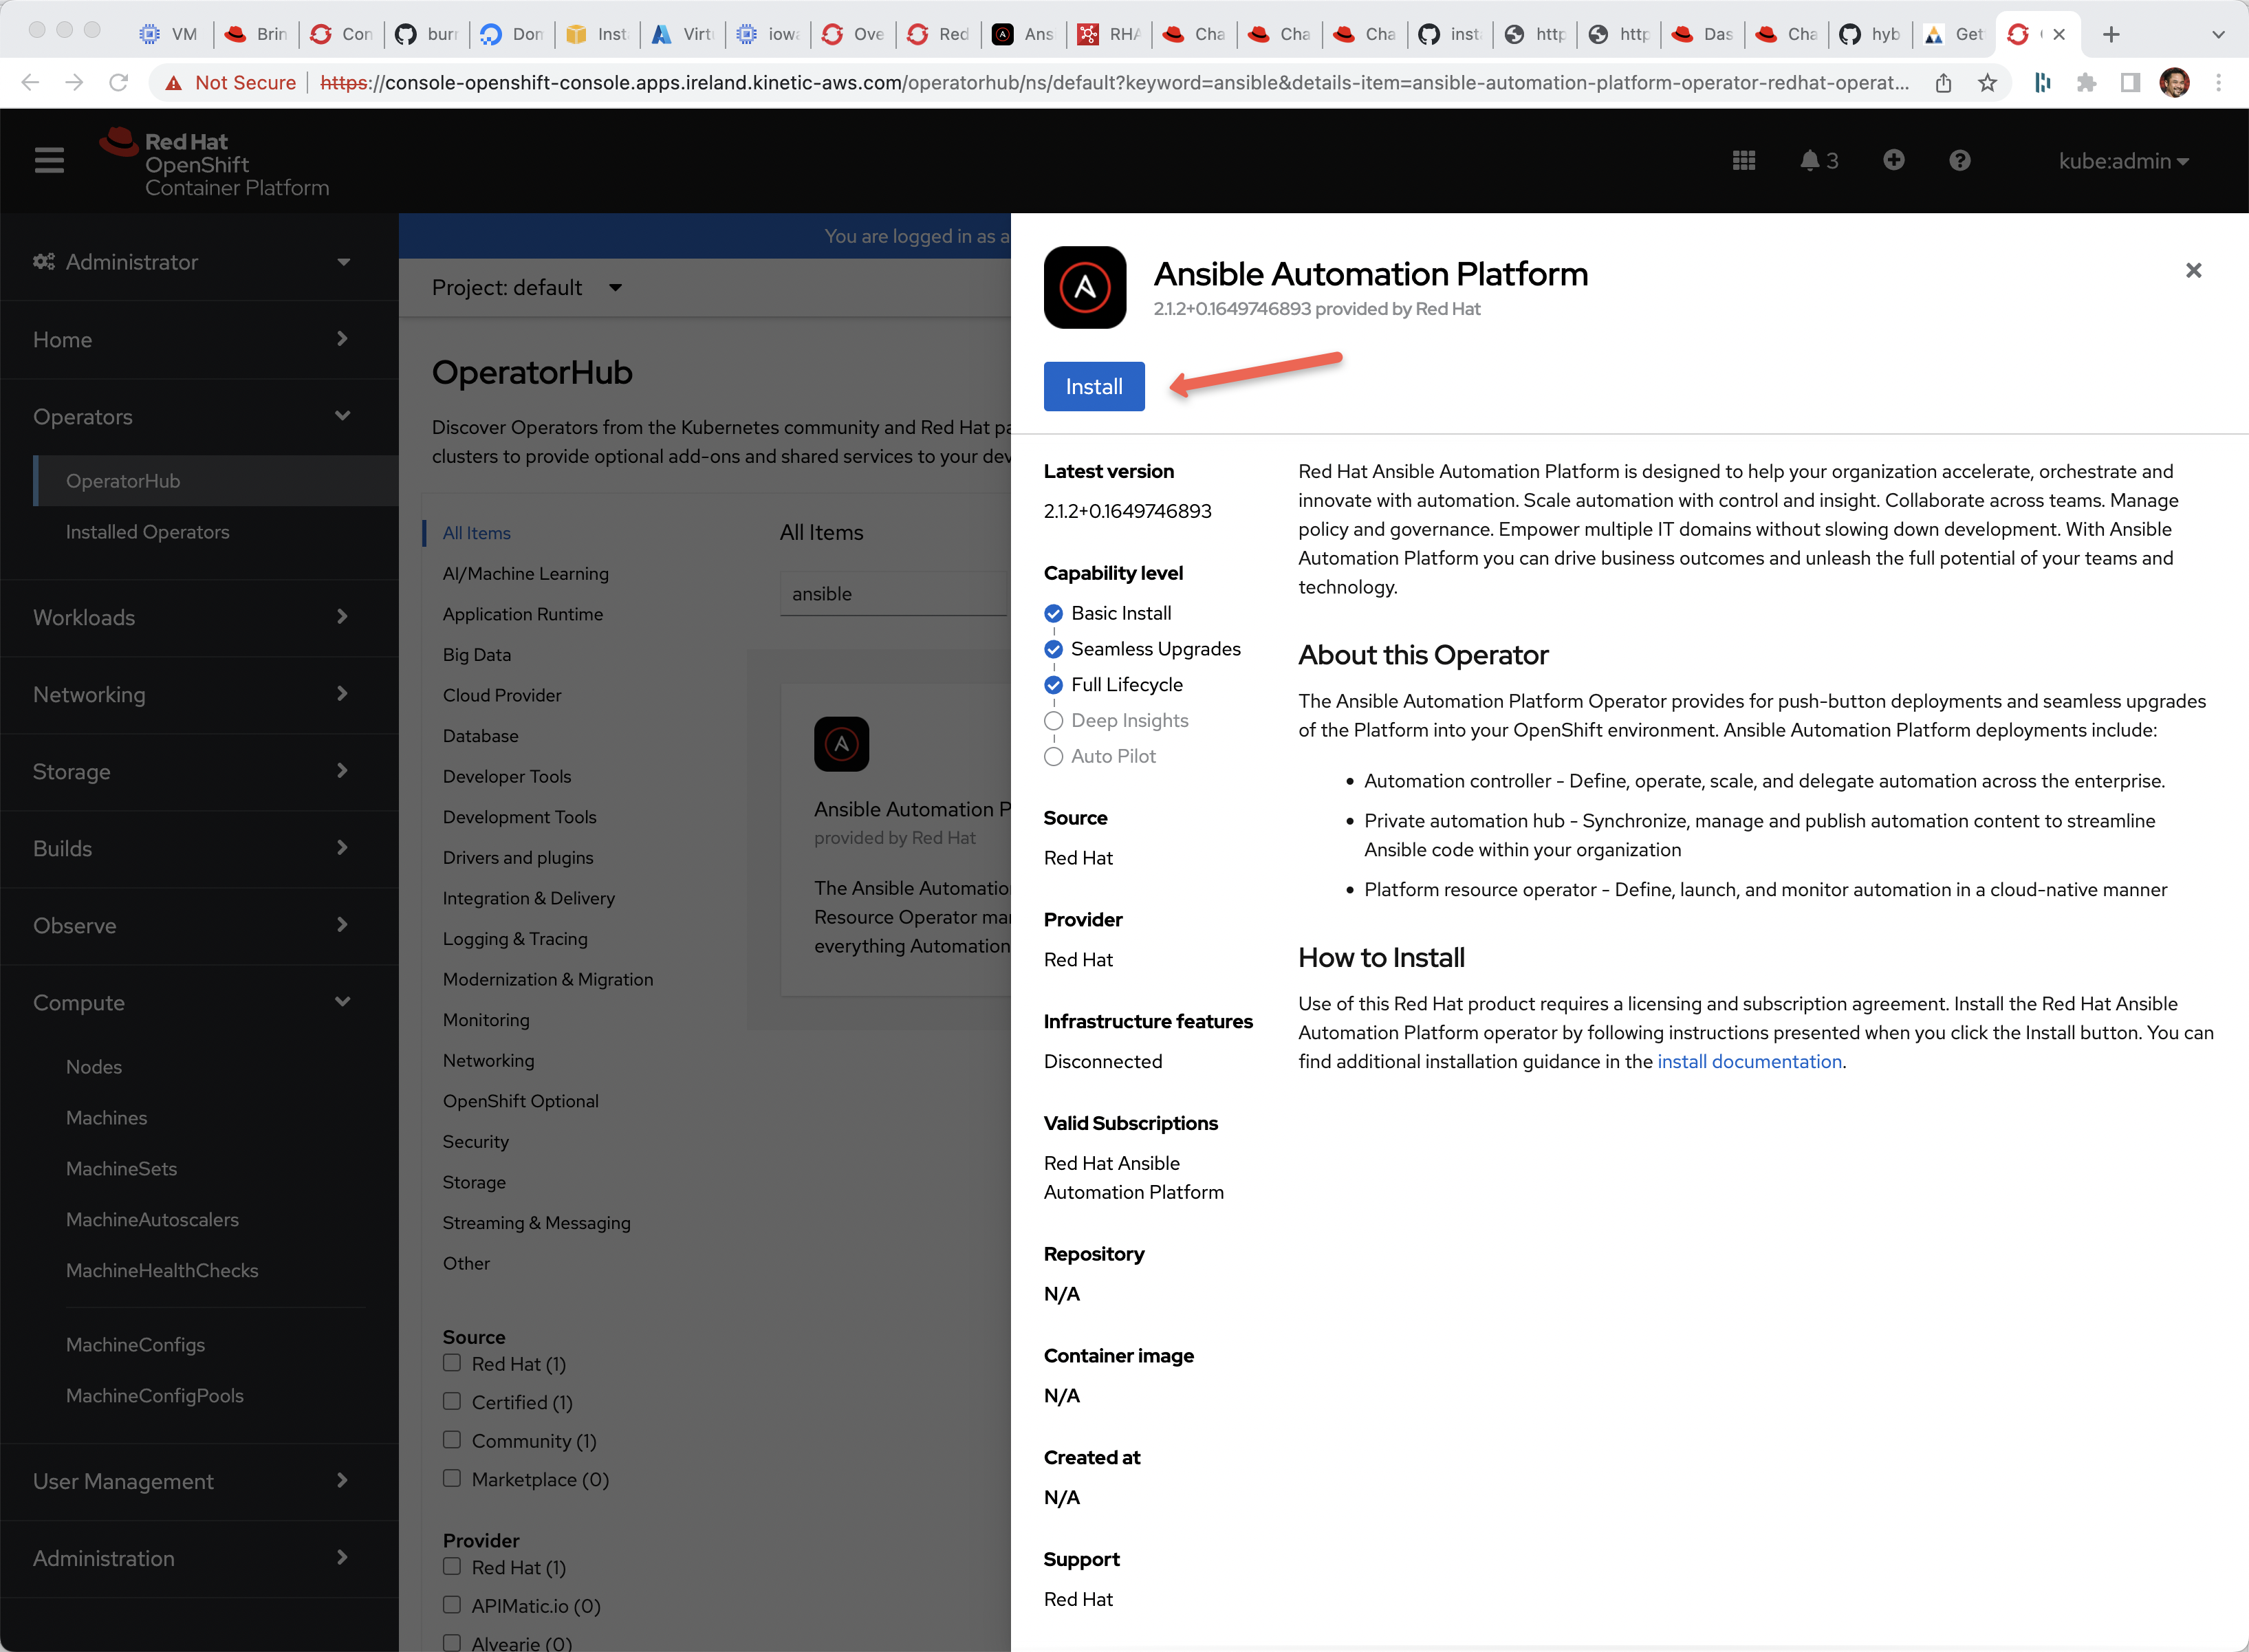 VM
Brin
Con
burr
Don
Inst
Virtu
iowa
Ove
Red
Ans
RHA
Cha
Cha
Cha
inst
http
http
Das
Cha
hyb
Get
Not Secure
https://console-openshift-console.apps.ireland.kinetic-aws.com/operatorhub/ns/default?keyword=ansible&details-item=ansible-automation-platform-operator-redhat-operat...
Red Hat
OpenShift
Container Platform
3
kube:admin
Administrator
Home
Operators
OperatorHub
Installed Operators
Workloads
Networking
Storage
Builds
Observe
Compute
Nodes
Machines
MachineSets
MachineAutoscalers
MachineHealthChecks
MachineConfigs
MachineConfigPools
User Management
Administration
You are logged in as a
Project: default
OperatorHub
Discover Operators from the Kubernetes community and Red Hat pa
clusters to provide optional add-ons and shared services to your dev
All Items
AI/Machine Learning
Application Runtime
Big Data
Cloud Provider
Database
Developer Tools
Development Tools
Drivers and plugins
Integration & Delivery
Logging & Tracing
Modernization & Migration
Monitoring
Networking
OpenShift Optional
Security
Storage
Streaming & Messaging
Other
Source
Red Hat (1)
Certified (1)
Community (1)
Marketplace (0)
Provider
Red Hat (1)
APIMatic.io (0)
Alvearie (0)
All Items
ansible
Ansible Automation P
provided by Red Hat
The Ansible Automatio
Resource Operator mar
everything Automation
Ansible Automation Platform
2.1.2+0.1649746893 provided by Red Hat
Install
Latest version
2.1.2+0.1649746893
Capability level
Basic Install
Seamless Upgrades
Full Lifecycle
Deep Insights
Auto Pilot
Source
Red Hat
Provider
Red Hat
Infrastructure features
Disconnected
Valid Subscriptions
Red Hat Ansible
Automation Platform
Repository
N/A
Container image
N/A
Created at
N/A
Support
Red Hat
Red Hat Ansible Automation Platform is designed to help your organization accelerate, orchestrate and
innovate with automation. Scale automation with control and insight. Collaborate across teams. Manage
policy and governance. Empower multiple IT domains without slowing down development. With Ansible
Automation Platform you can drive business outcomes and unleash the full potential of your teams and
technology.
About this Operator
The Ansible Automation Platform Operator provides for push-button deployments and seamless upgrades
of the Platform into your OpenShift environment. Ansible Automation Platform deployments include:
• Automation controller - Define, operate, scale, and delegate automation across the enterprise.
• Private automation hub - Synchronize, manage and publish automation content to streamline
Ansible code within your organization
• Platform resource operator - Define, launch, and monitor automation in a cloud-native manner
How to Install
Use of this Red Hat product requires a licensing and subscription agreement. Install the Red Hat Ansible
Automation Platform operator by following instructions presented when you click the Install button. You can
find additional installation guidance in the install documentation.